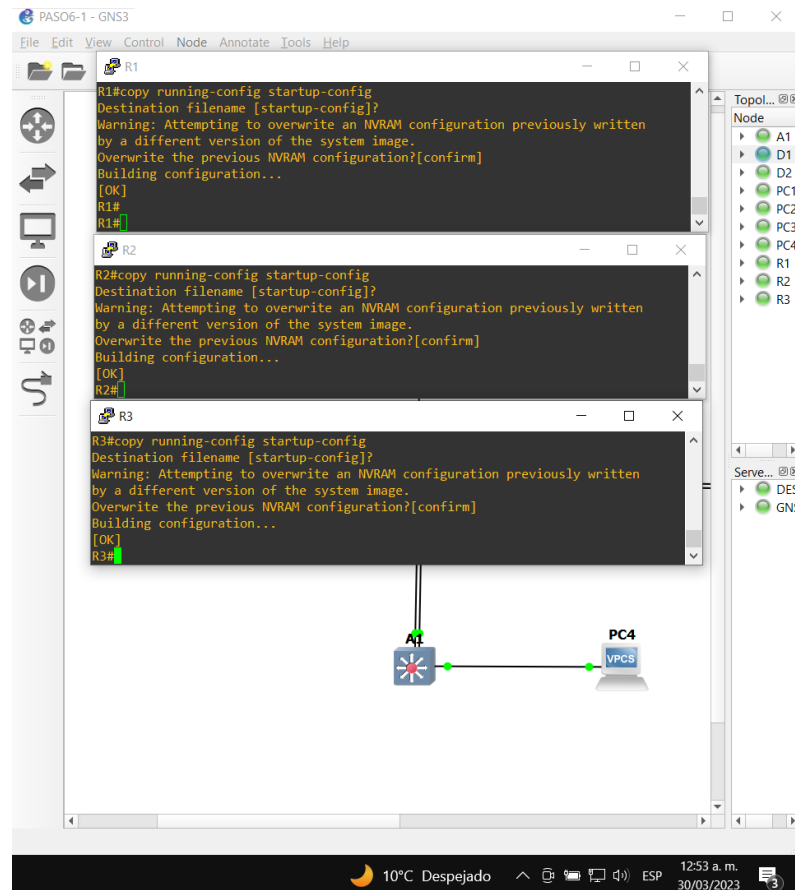 PASO6-1 - GNS3
File Edit View Control Node Annotate Tools Help
R1
R1#copy running-config startup-config
Destination filename [startup-config]?
Warning: Attempting to overwrite an NVRAM configuration previously written
by a different version of the system image.
Overwrite the previous NVRAM configuration?[confirm]
Building configuration...
[OK]
R1#
R1#
R2
R2#copy running-config startup-config
Destination filename [startup-config]?
Warning: Attempting to overwrite an NVRAM configuration previously written
by a different version of the system image.
Overwrite the previous NVRAM configuration?[confirm]
Building configuration...
[OK]
R2#
R3
R3#copy running-config startup-config
Destination filename [startup-config]?
Warning: Attempting to overwrite an NVRAM configuration previously written
by a different version of the system image.
Overwrite the previous NVRAM configuration?[confirm]
Building configuration...
[OK]
R3#
A1
PC4
VPCS
Topol...
Node
A1
D1
D2
PC1
PC2
PC3
PC4
R1
R2
R3
Serve...
DES
GNS
10°C Despejado
ESP
12:53 a. m.
30/03/2023
3